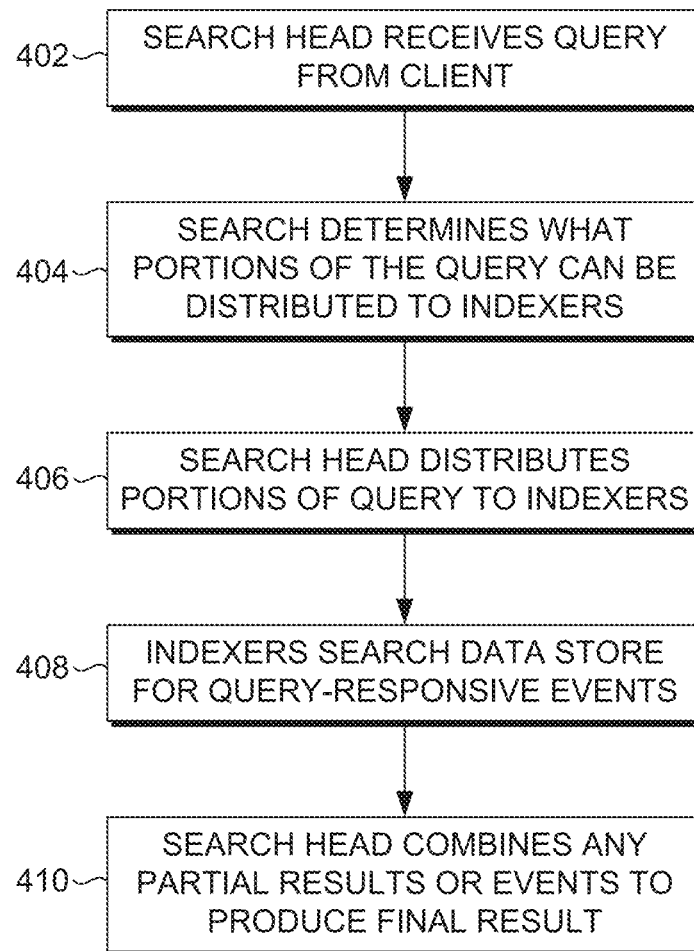 402
SEARCH HEAD RECEIVES QUERY
FROM CLIENT
404
SEARCH DETERMINES WHAT
PORTIONS OF THE QUERY CAN BE
DISTRIBUTED TO INDEXERS
406
SEARCH HEAD DISTRIBUTES
PORTIONS OF QUERY TO INDEXERS
408
INDEXERS SEARCH DATA STORE
FOR QUERY-RESPONSIVE EVENTS
410
SEARCH HEAD COMBINES ANY
PARTIAL RESULTS OR EVENTS TO
PRODUCE FINAL RESULT